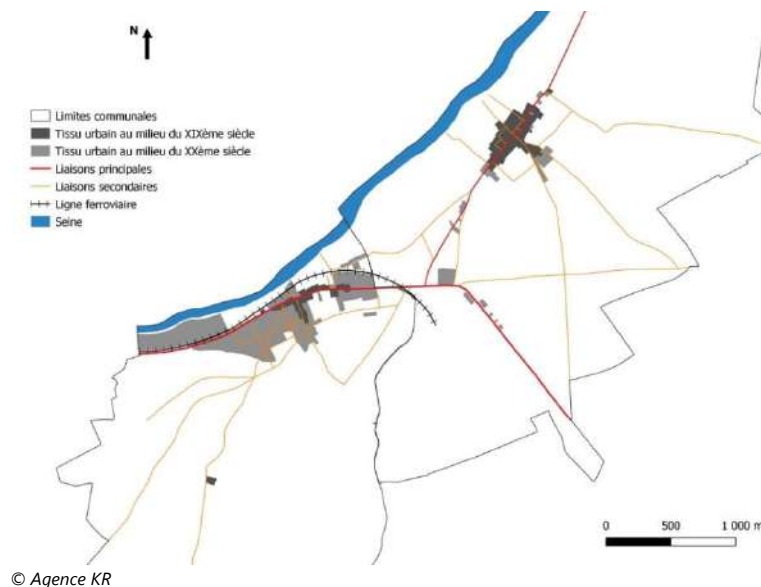 N
Limites communales
Tissu urbain au milieu du XIXème siècle
Tissu urbain au milieu du XXème siècle
Liaisons principales
Liaisons secondaires
Ligne ferroviaire
Seine
0 500 1 000 m
© Agence KR